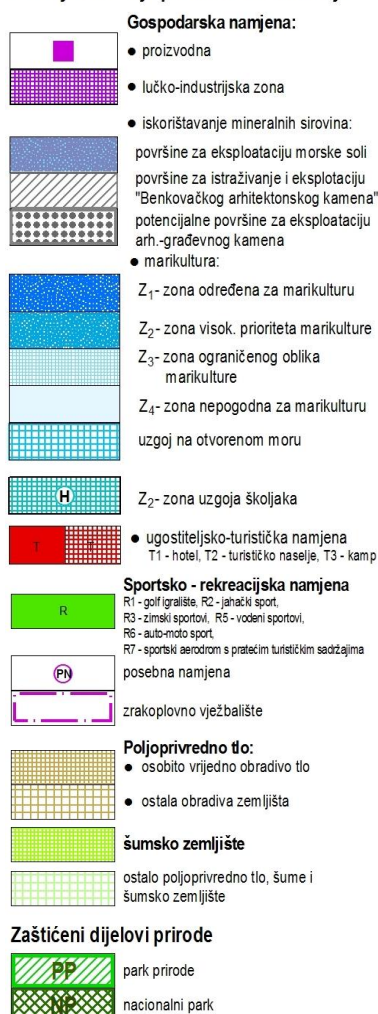 Gospodarska namjena:
● proizvodna
● lučko-industrijska zona
● iskorištavanje mineralnih sirovina:
površine za eksploataciju morske soli
površine za istraživanje i eksplotaciju
"Benkovačkog arhitektonskog kamena"
potencijalne površine za eksploataciju
arh.-građevnog kamena
● marikultura:
Z1- zona određena za marikulturu
Z2- zona visok. prioriteta marikulture
Z3- zona ograničenog oblika
marikulture
Z4- zona nepogodna za marikulturu
uzgoj na otvorenom moru
H
Z2- zona uzgoja školjaka
T T
● ugostiteljsko-turistička namjena
T1 - hotel, T2 - turističko naselje, T3 - kamp
Sportsko - rekreacijska namjena
R
R1 - golf igralište, R2 - jahački sport,
R3 - zimski sportovi, R5 - vodeni sportovi,
R6 - auto-moto sport,
R7 - sportski aerodrom s pratećim turističkim sadržajima
PN
posebna namjena
zrakoplovno vježbalište
Poljoprivredno tlo:
● osobito vrijedno obradivo tlo
● ostala obradiva zemljišta
šumsko zemljište
ostalo poljoprivredno tlo, šume i
šumsko zemljište
Zaštićeni dijelovi prirode
PP
park prirode
NP
nacionalni park